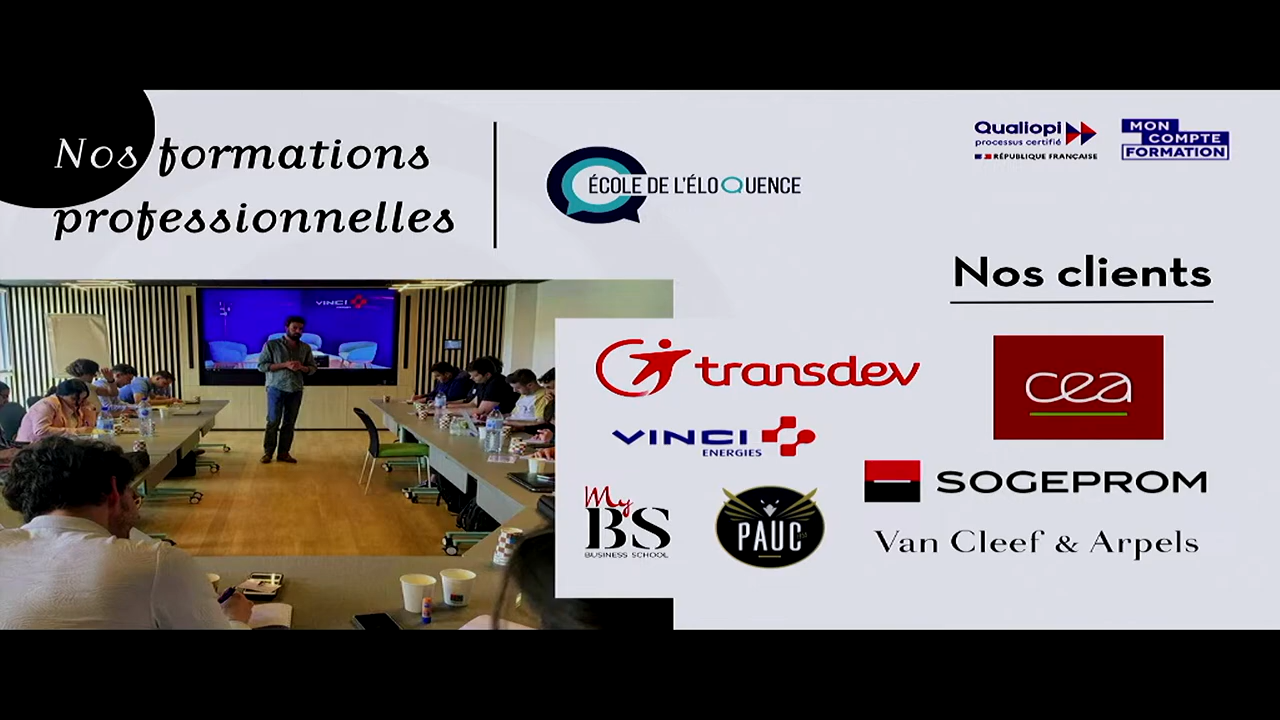 Nos formations
professionnelles
ÉCOLE DE L'ÉLOQUENCE
Qualiopi
processus certifié
RÉPUBLIQUE FRANÇAISE
MON
COMPTE
FORMATION
Nos clients
VINCI
transdev
cea
VINCI
ENERGIES
SOGEPROM
My
BS
BUSINESS SCHOOL
PAUC
Van Cleef & Arpels